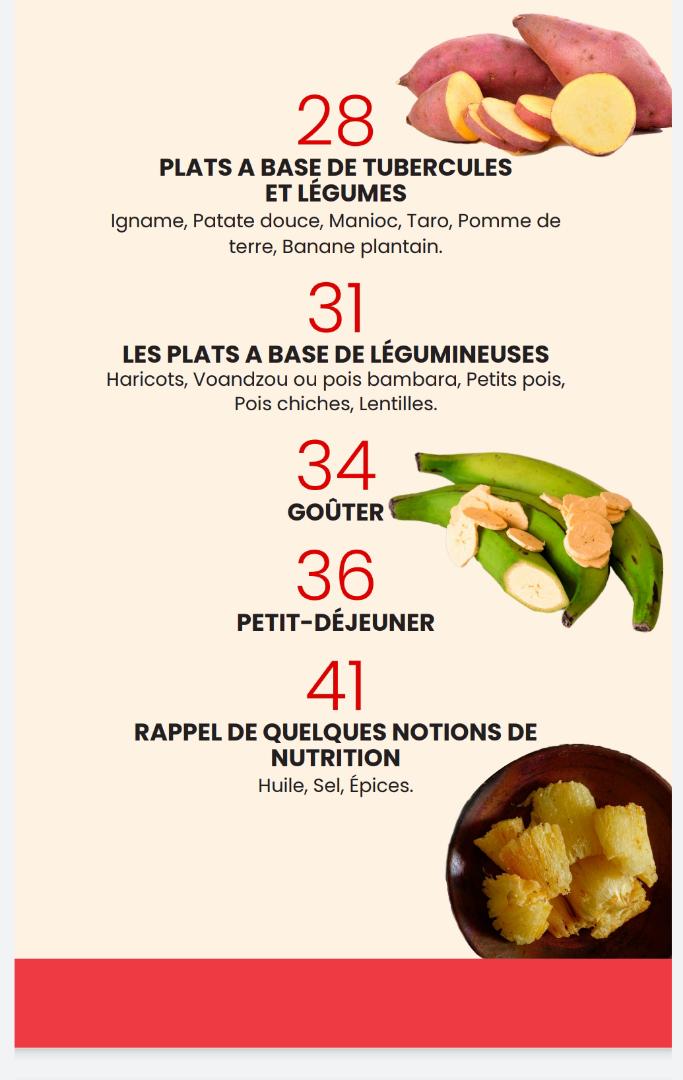 28
PLATS A BASE DE TUBERCULES
ET LÉGUMES
Igname, Patate douce, Manioc, Taro, Pomme de
terre, Banane plantain.
31
LES PLATS A BASE DE LÉGUMINEUSES
Haricots, Voandzou ou pois bambara, Petits pois,
Pois chiches, Lentilles.
34
GOÛTER
36
PETIT-DÉJEUNER
41
RAPPEL DE QUELQUES NOTIONS DE
NUTRITION
Huile, Sel, Épices.